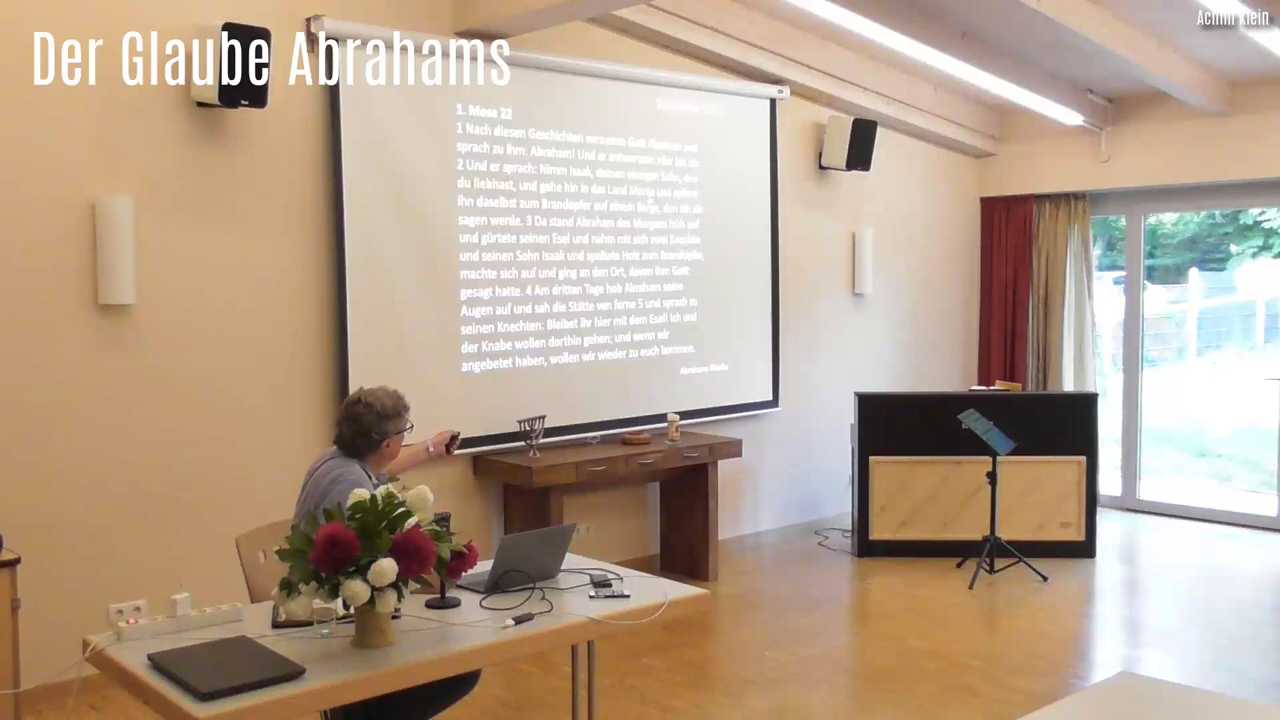 Der Glaube Abrahams
Achim Klein
1. Mose 22
1 Nach diesen Geschichten versuchte Gott Abraham und
sprach zu ihm: Abraham! Und er antwortete: Hier bin ich
2 Und er sprach: Nimm Isaak, deinen einzigen Sohn, den
du liebhast, und gehe hin in das Land Morija und opfere
ihn daselbst zum Brandopfer auf einem Berge, den ich dir
sagen werde. 3 Da stand Abraham des Morgens früh auf
und gürtete seinen Esel und nahm mit sich zwei Knechte
und seinen Sohn Isaak und spaltete Holz zum Brandopfer,
machte sich auf und ging an den Ort, davon ihm Gott
gesagt hatte. 4 Am dritten Tage hob Abraham seine
Augen auf und sah die Stätte von ferne 5 und sprach zu
seinen Knechten: Bleibet ihr hier mit dem Esel! Ich und
der Knabe wollen dorthin gehen; und wenn wir
angebetet haben, wollen wir wieder zu euch kommen.
Abrahams Glaube